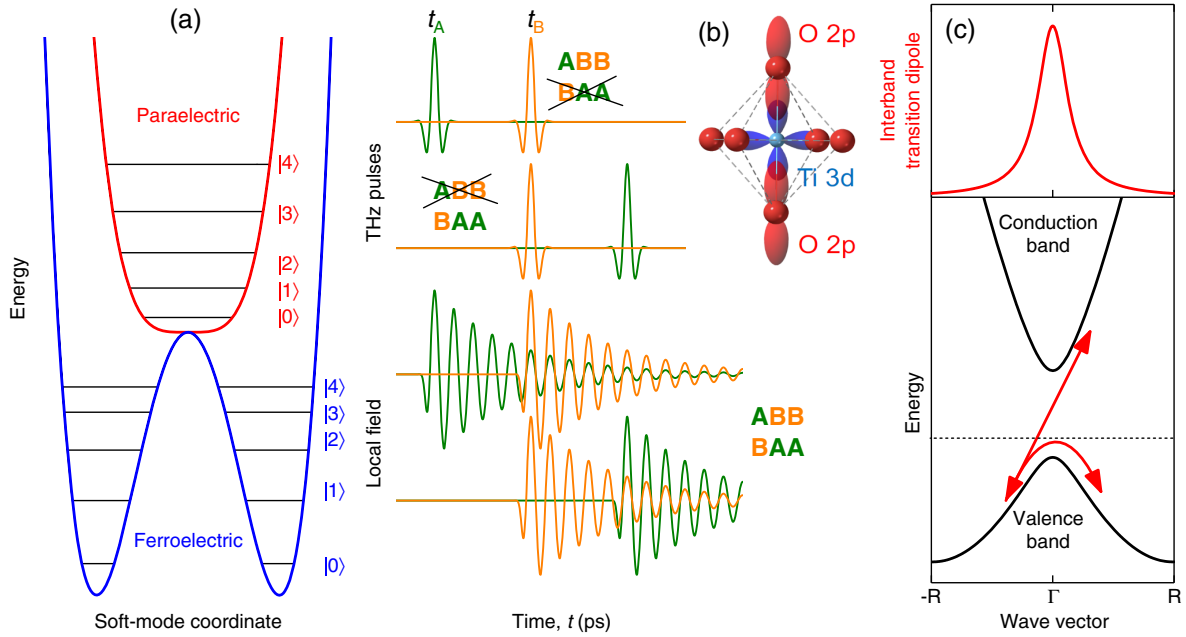 (a)
Energy
Paraelectric
|4⟩
|3⟩
|2⟩
|1⟩
|0⟩
|4⟩
|3⟩
|2⟩
|1⟩
Ferroelectric
|0⟩
Soft-mode coordinate
t_A
t_B
THz pulses
ABB
BAA
ABB
BAA
Local field
ABB
BAA
Time, t (ps)
(b)
O 2p
Ti 3d
O 2p
(c)
Interband
transition dipole
Conduction
band
Energy
Valence
band
-R
Γ
R
Wave vector